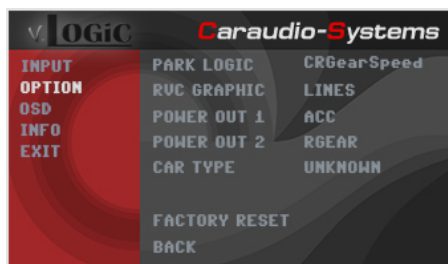 V. LOGiC
Caraudio-Systems
INPUT
OPTION
OSD
INFO
EXIT
PARK LOGIC CRGearSpeed
RVC GRAPHIC LINES
POWER OUT 1 ACC
POWER OUT 2 RGEAR
CAR TYPE UNKNOWN
FACTORY RESET
BACK